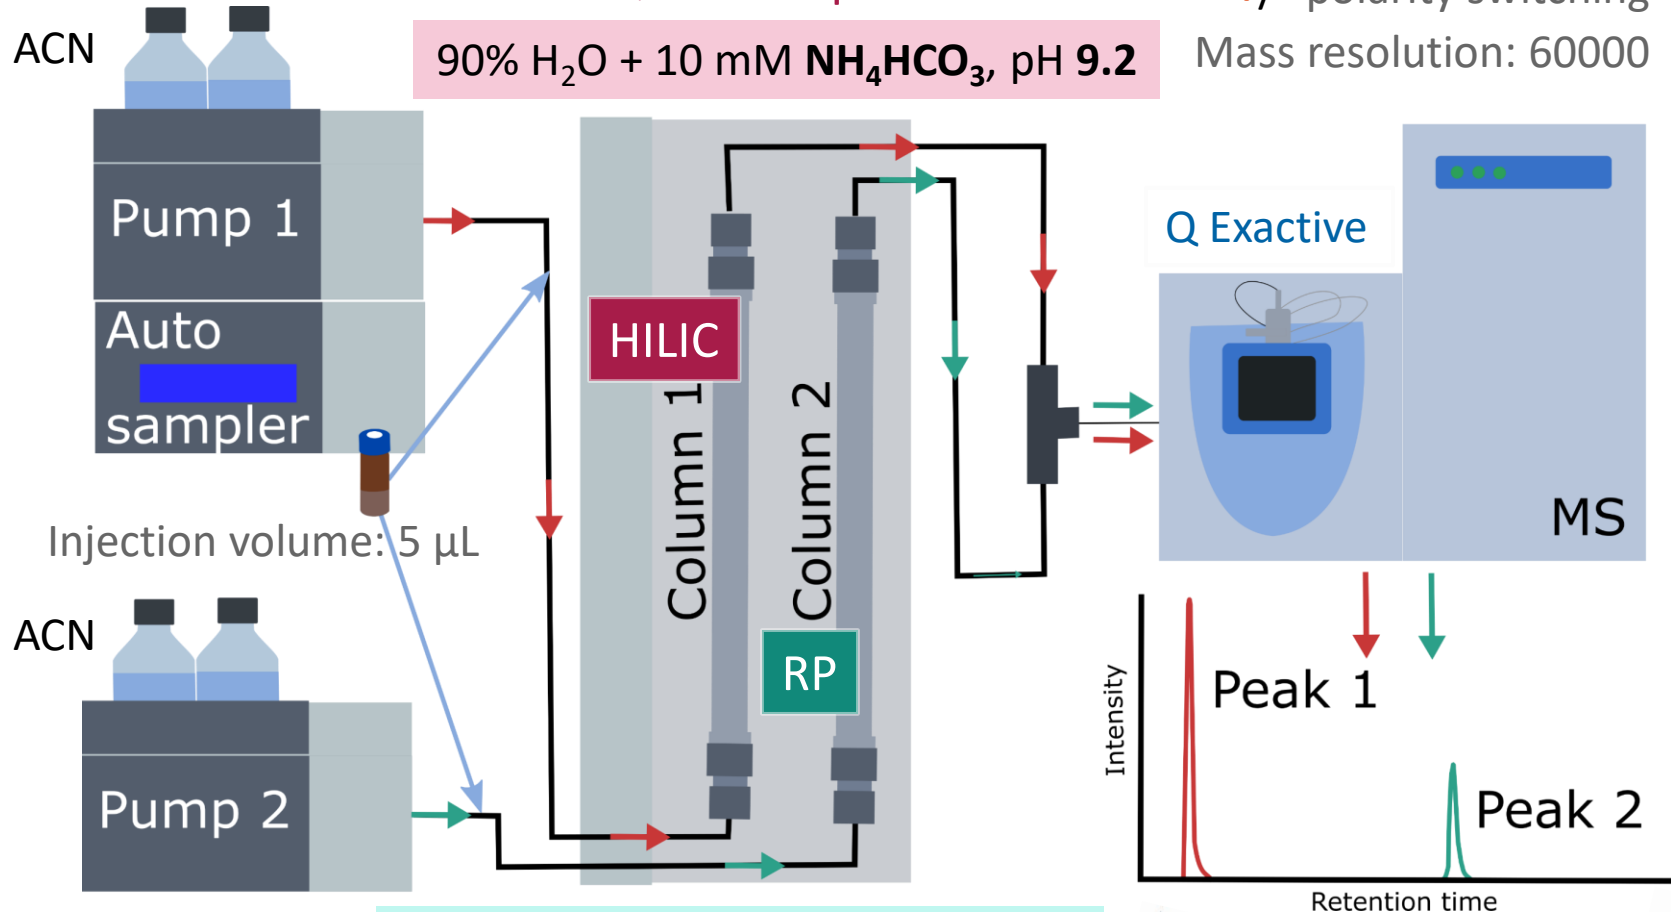 polarity switching
ACN
90% H₂O + 10 mM NH₄HCO₃, pH 9.2
Mass resolution: 60000
Pump 1
Q Exactive
Auto
sampler
HILIC
Column 1
Column 2
MS
Injection volume: 5 µL
ACN
RP
Pump 2
Intensity
Peak 1
Peak 2
Retention time